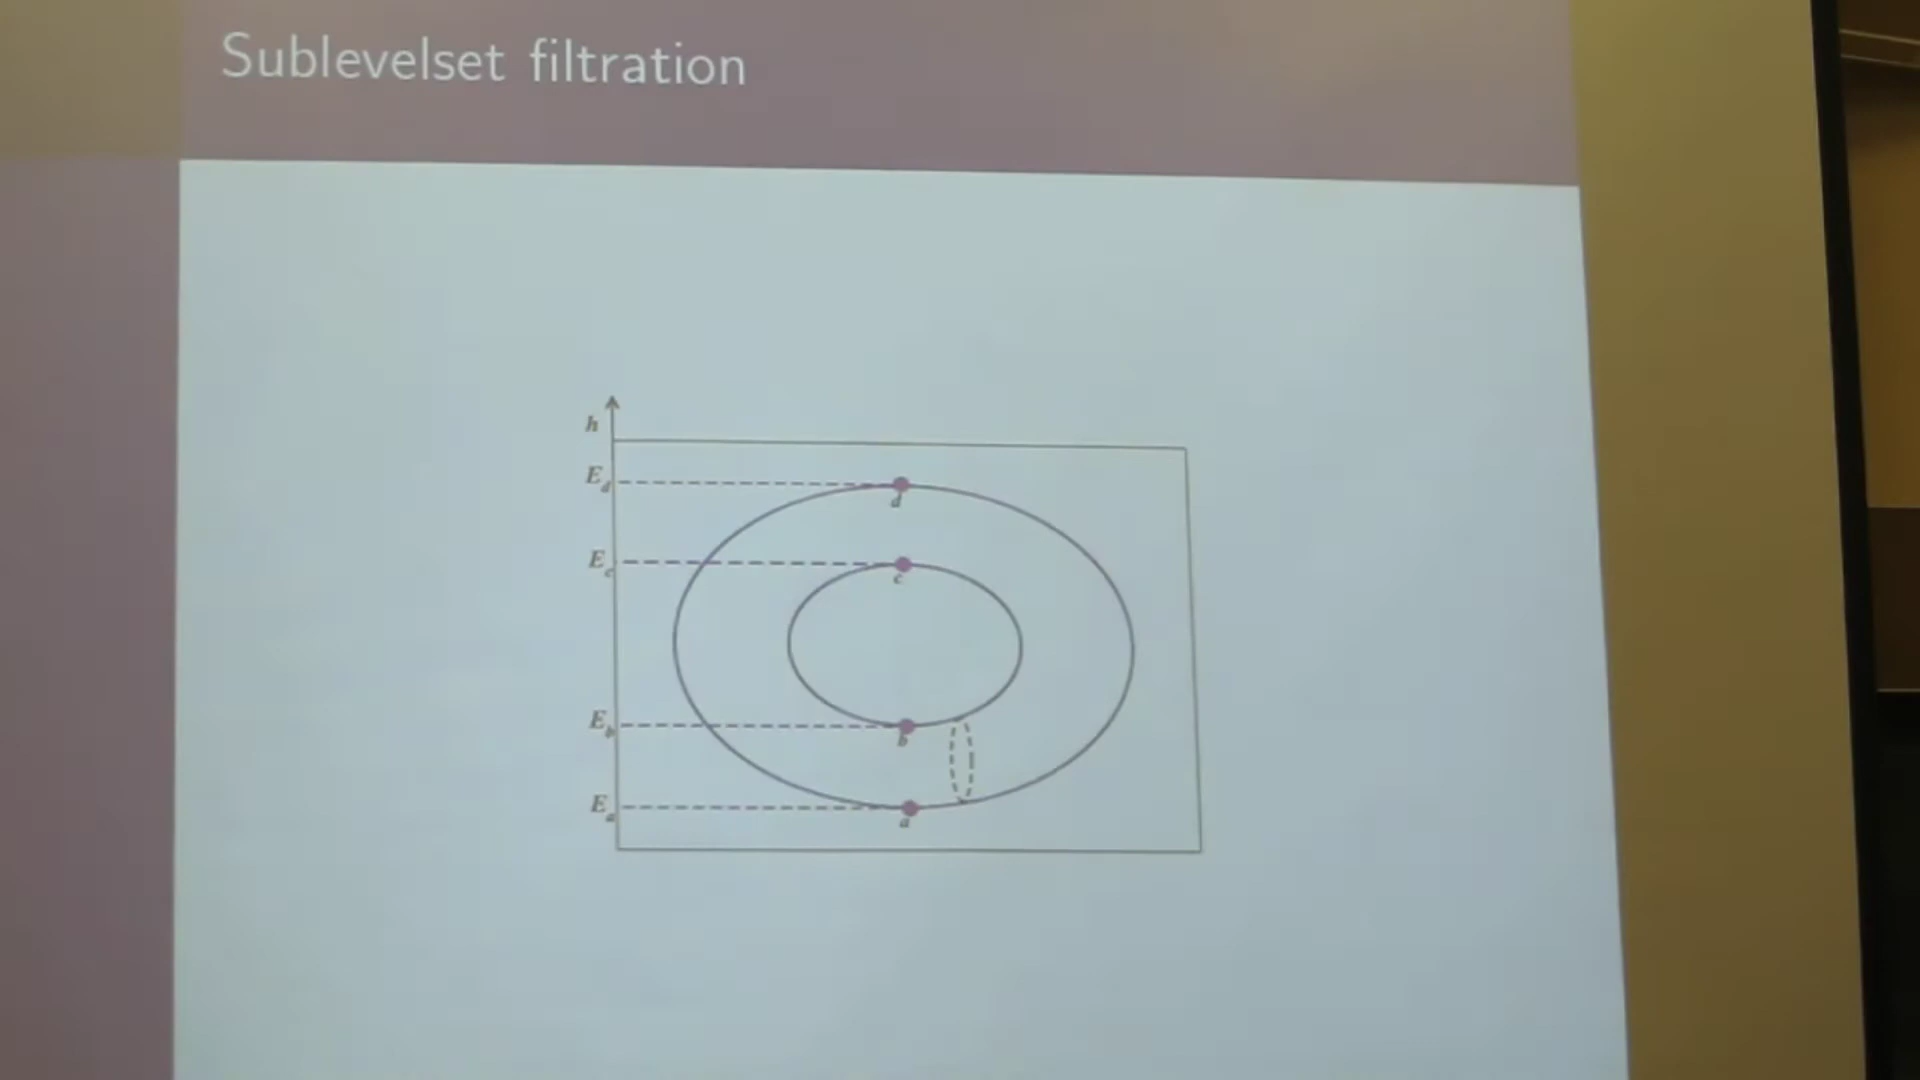 Sublevelset filtration
h
E_d
d
E_c
c
E_b
b
E_a
a